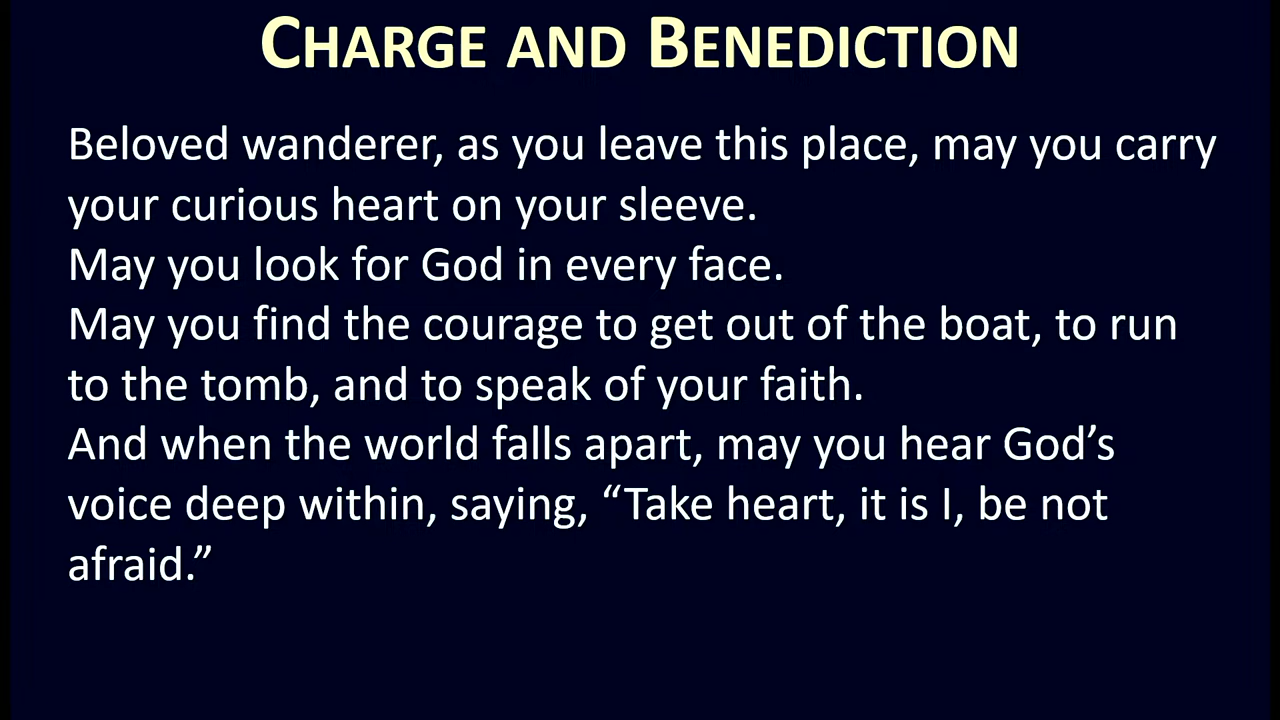 CHARGE AND BENEDICTION
Beloved wanderer, as you leave this place, may you carry
your curious heart on your sleeve.
May you look for God in every face.
May you find the courage to get out of the boat, to run
to the tomb, and to speak of your faith.
And when the world falls apart, may you hear God’s
voice deep within, saying, “Take heart, it is I, be not
afraid.”